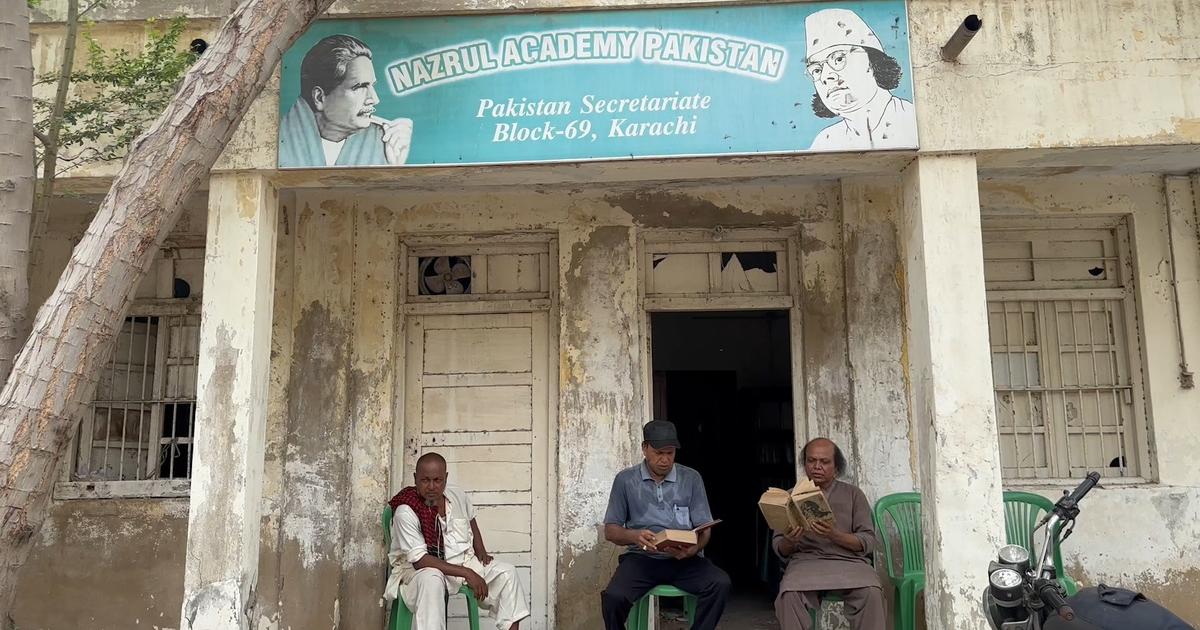 NAZRUL ACADEMY PAKISTAN
Pakistan Secretariate
Block-69, Karachi